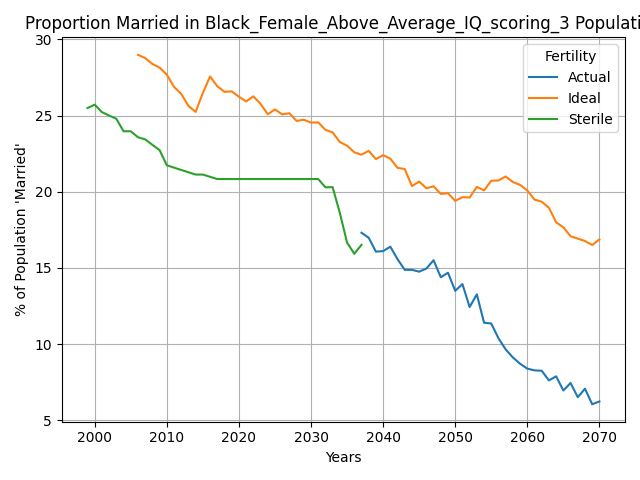 Proportion Married in Black_Female_Above_Average_IQ_scoring_3 Populati
30
25
20
15
10
5
% of Population 'Married'
Fertility
Actual
Ideal
Sterile
2000 2010 2020 2030 2040 2050 2060 2070
Years